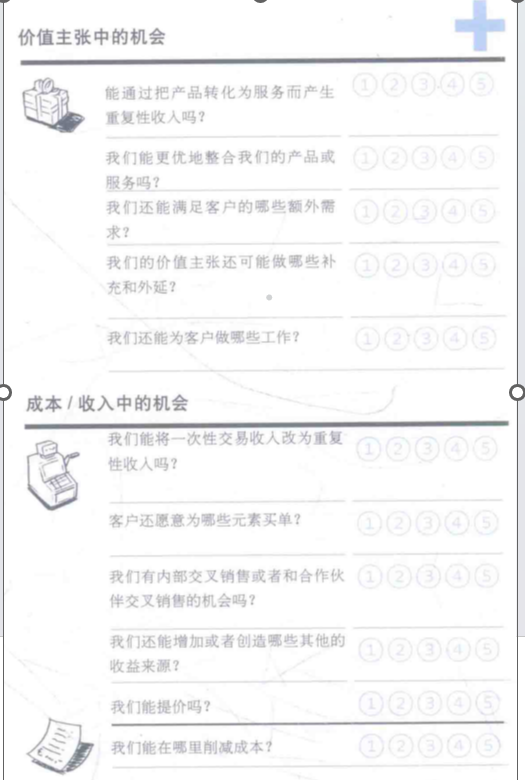 价值主张中的机会
能通过把产品转化为服务而产生 ① ② ③ ④ ⑤
重复性收入吗？
我们能更优地整合我们的产品或 ① ② ③ ④ ⑤
服务吗？
我们还能满足客户的哪些额外需 ① ② ③ ④ ⑤
求？
我们的价值主张还可能做哪些补 ① ② ③ ④ ⑤
充和外延？
我们还能为客户做哪些工作？ ① ② ③ ④ ⑤
成本 / 收入中的机会
我们能将一次性交易收入改为重复 ① ② ③ ④ ⑤
性收人吗？
客户还愿意为哪些元素买单？ ① ② ③ ④ ⑤
我们有内部交叉销售或者和合作伙 ① ② ③ ④ ⑤
伴交叉销售的机会吗？
我们还能增加或者创造哪些其他的 ① ② ③ ④ ⑤
收益来源？
我们能提价吗？ ① ② ③ ④ ⑤
我们能在哪里削减成本？ ① ② ③ ④ ⑤